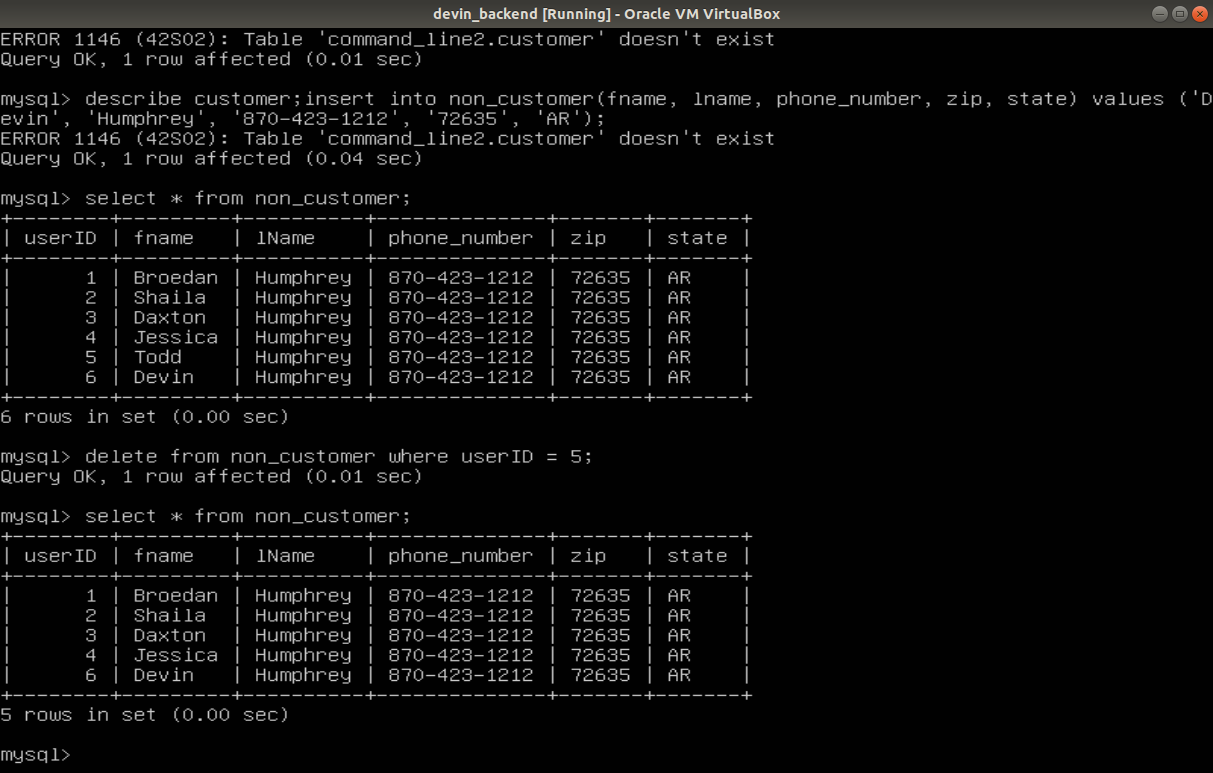 devin_backend [Running] - Oracle VM VirtualBox
ERROR 1146 (42S02): Table 'command_line2.customer' doesn't exist
Query OK, 1 row affected (0.01 sec)
mysql> describe customer;insert into non_customer(fname, lname, phone_number, zip, state) values ('D
evin', 'Humphrey', '870-423-1212', '72635', 'AR');
ERROR 1146 (42S02): Table 'command_line2.customer' doesn't exist
Query OK, 1 row affected (0.04 sec)
mysql> select * from non_customer;
+--------+---------+----------+--------------+-------+-------+
| userID | fname   | lName    | phone_number | zip   | state |
+--------+---------+----------+--------------+-------+-------+
|      1 | Broedan | Humphrey | 870-423-1212 | 72635 | AR    |
|      2 | Shaila  | Humphrey | 870-423-1212 | 72635 | AR    |
|      3 | Daxton  | Humphrey | 870-423-1212 | 72635 | AR    |
|      4 | Jessica | Humphrey | 870-423-1212 | 72635 | AR    |
|      5 | Todd    | Humphrey | 870-423-1212 | 72635 | AR    |
|      6 | Devin   | Humphrey | 870-423-1212 | 72635 | AR    |
+--------+---------+----------+--------------+-------+-------+
6 rows in set (0.00 sec)
mysql> delete from non_customer where userID = 5;
Query OK, 1 row affected (0.01 sec)
mysql> select * from non_customer;
+--------+---------+----------+--------------+-------+-------+
| userID | fname   | lName    | phone_number | zip   | state |
+--------+---------+----------+--------------+-------+-------+
|      1 | Broedan | Humphrey | 870-423-1212 | 72635 | AR    |
|      2 | Shaila  | Humphrey | 870-423-1212 | 72635 | AR    |
|      3 | Daxton  | Humphrey | 870-423-1212 | 72635 | AR    |
|      4 | Jessica | Humphrey | 870-423-1212 | 72635 | AR    |
|      6 | Devin   | Humphrey | 870-423-1212 | 72635 | AR    |
+--------+---------+----------+--------------+-------+-------+
5 rows in set (0.00 sec)
mysql>